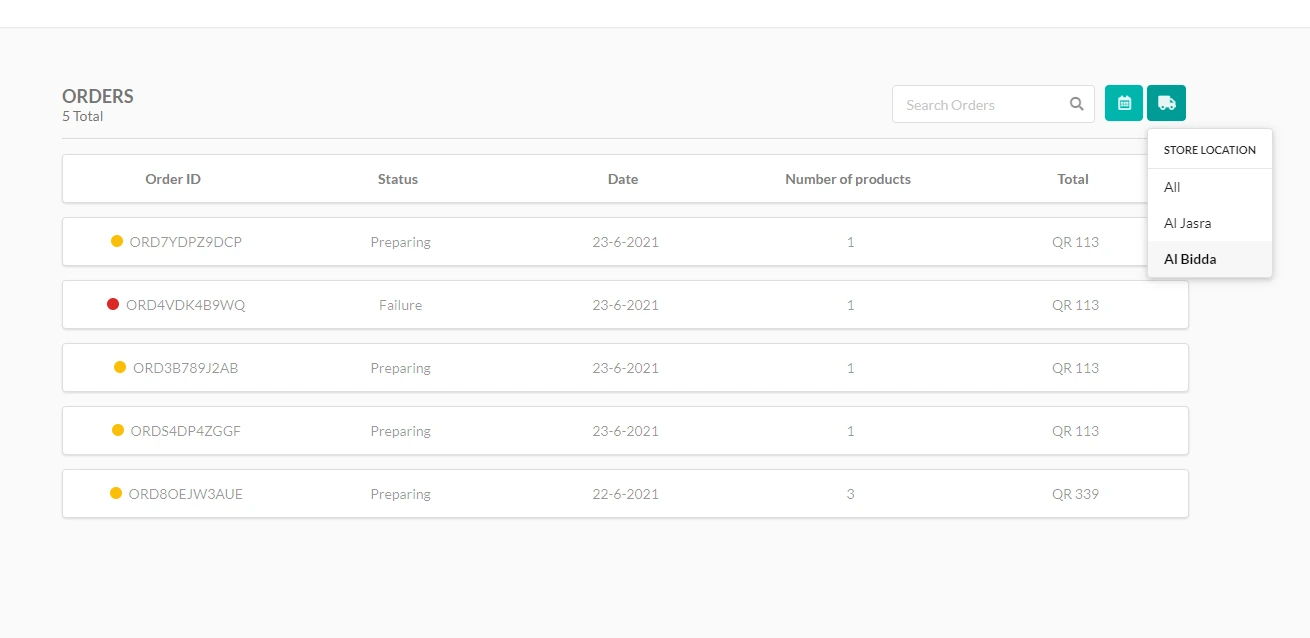 ORDERS
5 Total
Search Orders
STORE LOCATION
All
Al Jasra
Al Bidda
Order ID Status Date Number of products Total
ORD7YDPZ9DCP Preparing 23-6-2021 1 QR 113
ORD4VDK4B9WQ Failure 23-6-2021 1 QR 113
ORD3B789J2AB Preparing 23-6-2021 1 QR 113
ORDS4DP4ZGGF Preparing 23-6-2021 1 QR 113
ORD8OEJW3AUE Preparing 22-6-2021 3 QR 339